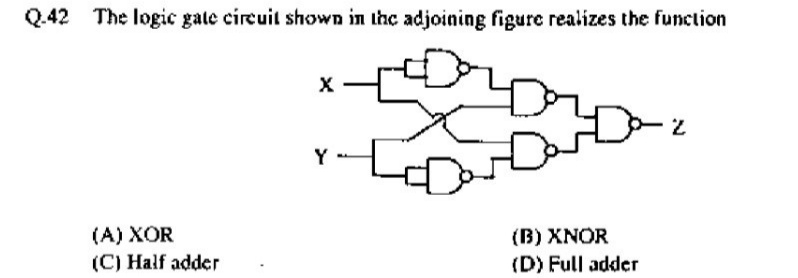 Q.42 The logic gate circuit shown in the adjoining figure realizes the function
X
Z
Y
(A) XOR
(B) XNOR
(C) Half adder
(D) Full adder